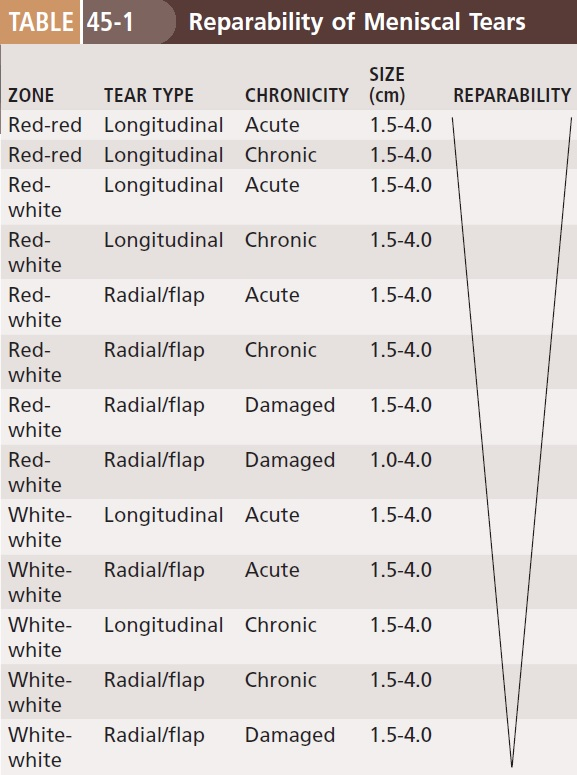 TABLE 45-1 Reparability of Meniscal Tears
SIZE
ZONE TEAR TYPE CHRONICITY (cm) REPARABILITY
Red-red Longitudinal Acute 1.5-4.0
Red-red Longitudinal Chronic 1.5-4.0
Red- Longitudinal Acute 1.5-4.0
white
Red- Longitudinal Chronic 1.5-4.0
white
Red- Radial/flap Acute 1.5-4.0
white
Red- Radial/flap Chronic 1.5-4.0
white
Red- Radial/flap Damaged 1.5-4.0
white
Red- Radial/flap Damaged 1.0-4.0
white
White- Longitudinal Acute 1.5-4.0
white
White- Radial/flap Acute 1.5-4.0
white
White- Longitudinal Chronic 1.5-4.0
white
White- Radial/flap Chronic 1.5-4.0
white
White- Radial/flap Damaged 1.5-4.0
white